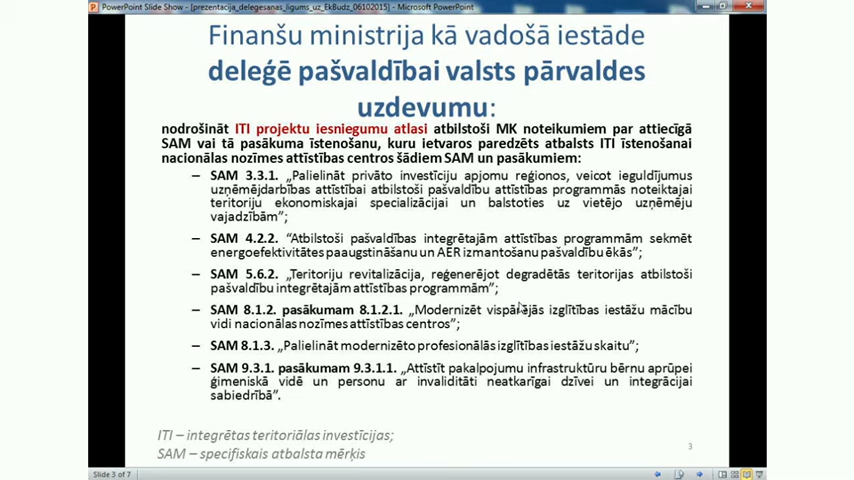 PowerPoint Slide Show - [prezentacija_delegesanas_ligums_uz_EkBudz_06102015] - Microsoft PowerPoint
Finanšu ministrija kā vadošā iestāde
deleģē pašvaldībai valsts pārvaldes
uzdevumu:
nodrošināt ITI projektu iesniegumu atlasi atbilstoši MK noteikumiem par attiecīgā
SAM vai tā pasākuma īstenošanu, kuru ietvaros paredzēts atbalsts ITI īstenošanai
nacionālas nozīmes attīstības centros šādiem SAM un pasākumiem:
– SAM 3.3.1. „Palielināt privāto investīciju apjomu reģionos, veicot ieguldījumus
uzņēmējdarbības attīstībai atbilstoši pašvaldību attīstības programmās noteiktajai
teritoriju ekonomiskajai specializācijai un balstoties uz vietējo uzņēmēju
vajadzībām”;
– SAM 4.2.2. “Atbilstoši pašvaldības integrētajām attīstības programmām sekmēt
energoefektivitātes paaugstināšanu un AER izmantošanu pašvaldību ēkās”;
– SAM 5.6.2. „Teritoriju revitalizācija, reģenerējot degradētās teritorijas atbilstoši
pašvaldību integrētajām attīstības programmām”;
– SAM 8.1.2. pasākumam 8.1.2.1. „Modernizēt vispārējās izglītības iestāžu mācību
vidi nacionālas nozīmes attīstības centros”;
– SAM 8.1.3. „Palielināt modernizēto profesionālās izglītības iestāžu skaitu”;
– SAM 9.3.1. pasākumam 9.3.1.1. „Attīstīt pakalpojumu infrastruktūru bērnu aprūpei
ģimeniskā vidē un personu ar invaliditāti neatkarīgai dzīvei un integrācijai
sabiedrībā”.
ITI – integrētas teritoriālas investīcijas;
SAM – specifiskais atbalsta mērķis
3
Slide 3 of 7